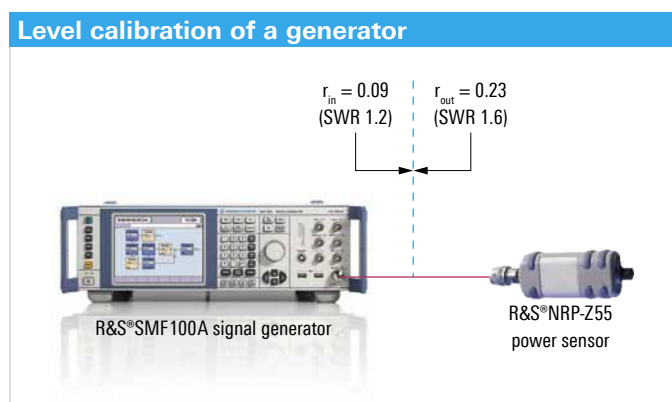 Level calibration of a generator
r_in = 0.09
(SWR 1.2)
r_out = 0.23
(SWR 1.6)
R&S®SMF100A signal generator
R&S®NRP-Z55
power sensor